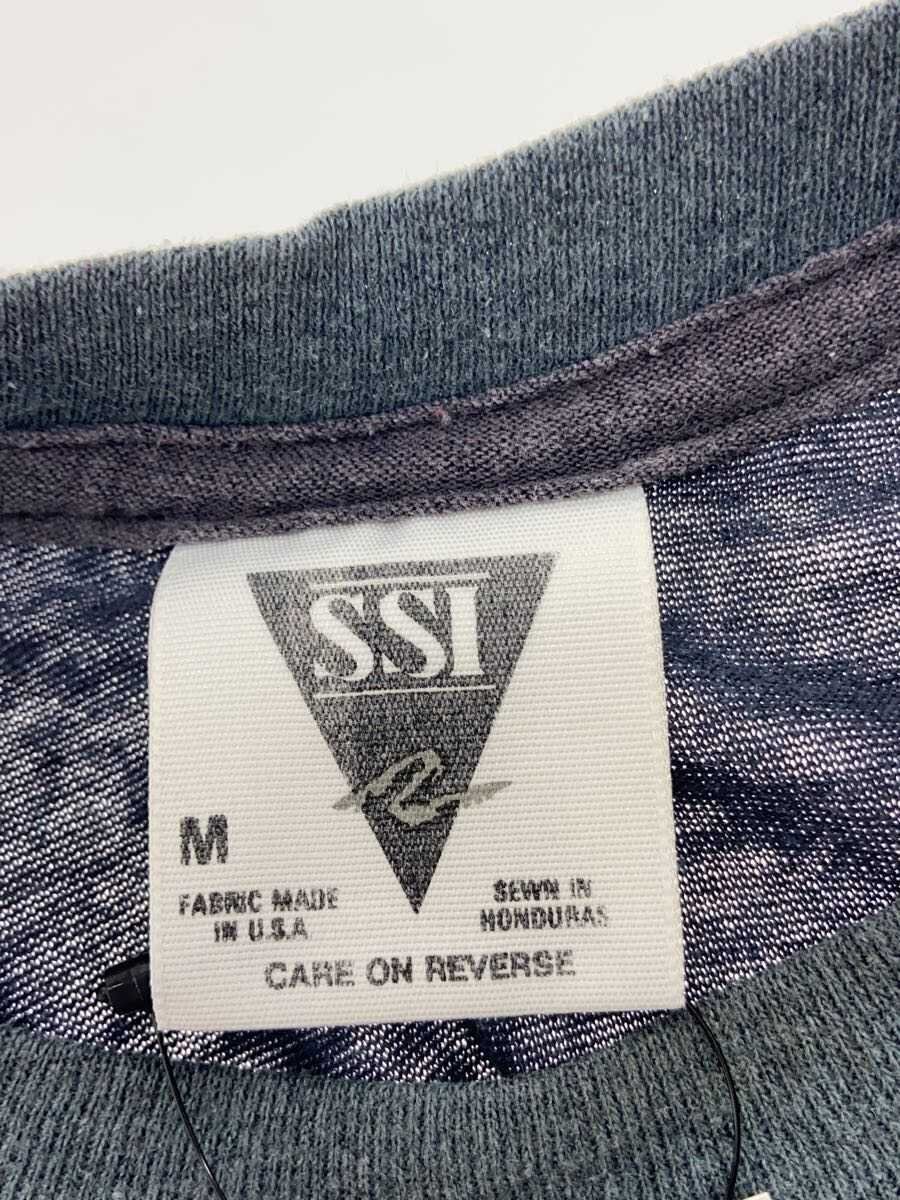 SSI
M
FABRIC MADE
IN U.S.A
SEWN IN
HONDURAS
CARE ON REVERSE